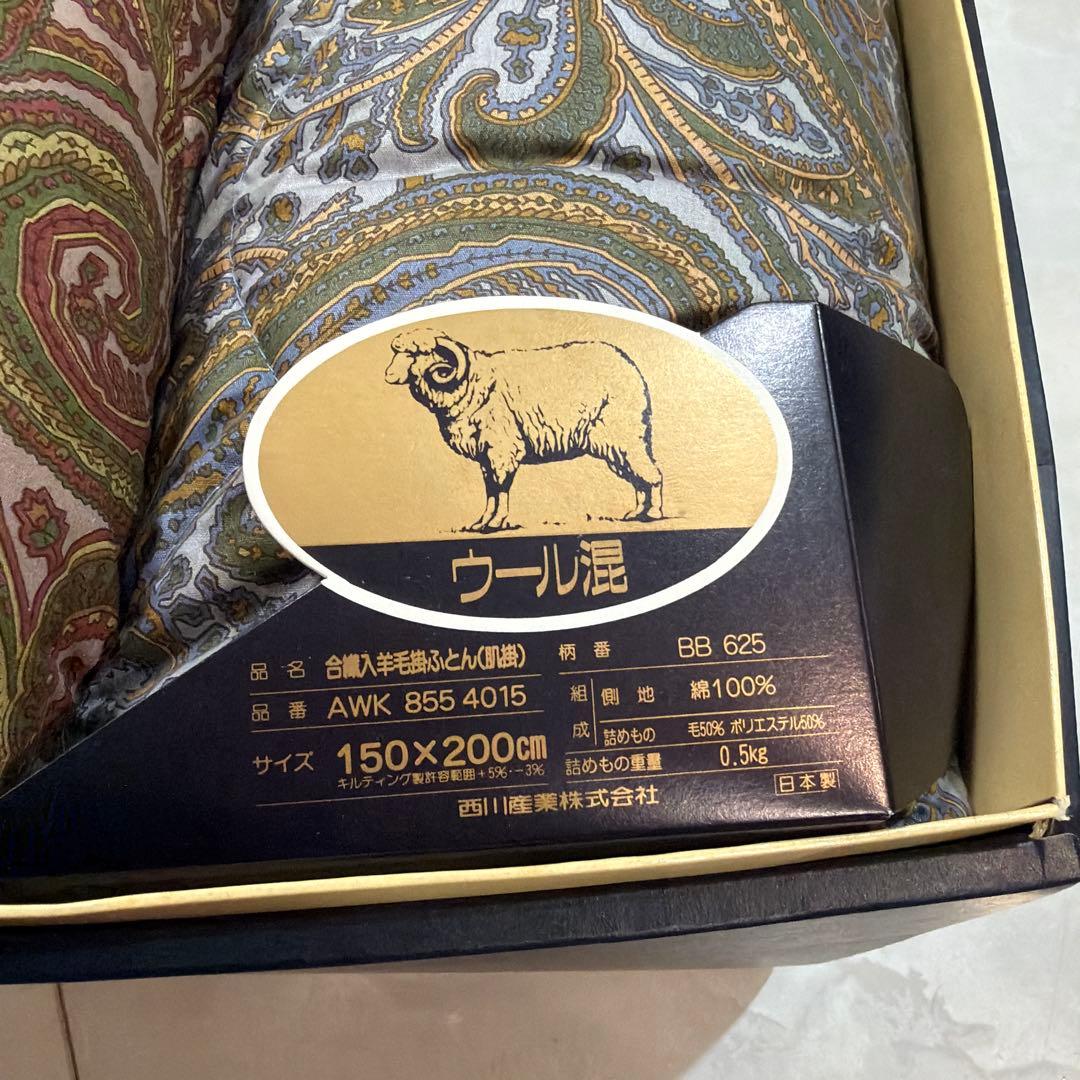 ウール混
品名 合繊入羊毛掛ふとん(肌掛)
品番 AWK 855 4015
サイズ 150×200cm
キルティング製許容範囲+5%・−3%
柄番 BB 625
組成 側地 綿100%
詰めもの 毛50% ポリエステル50%
詰めもの重量 0.5kg
西川産業株式会社
日本製